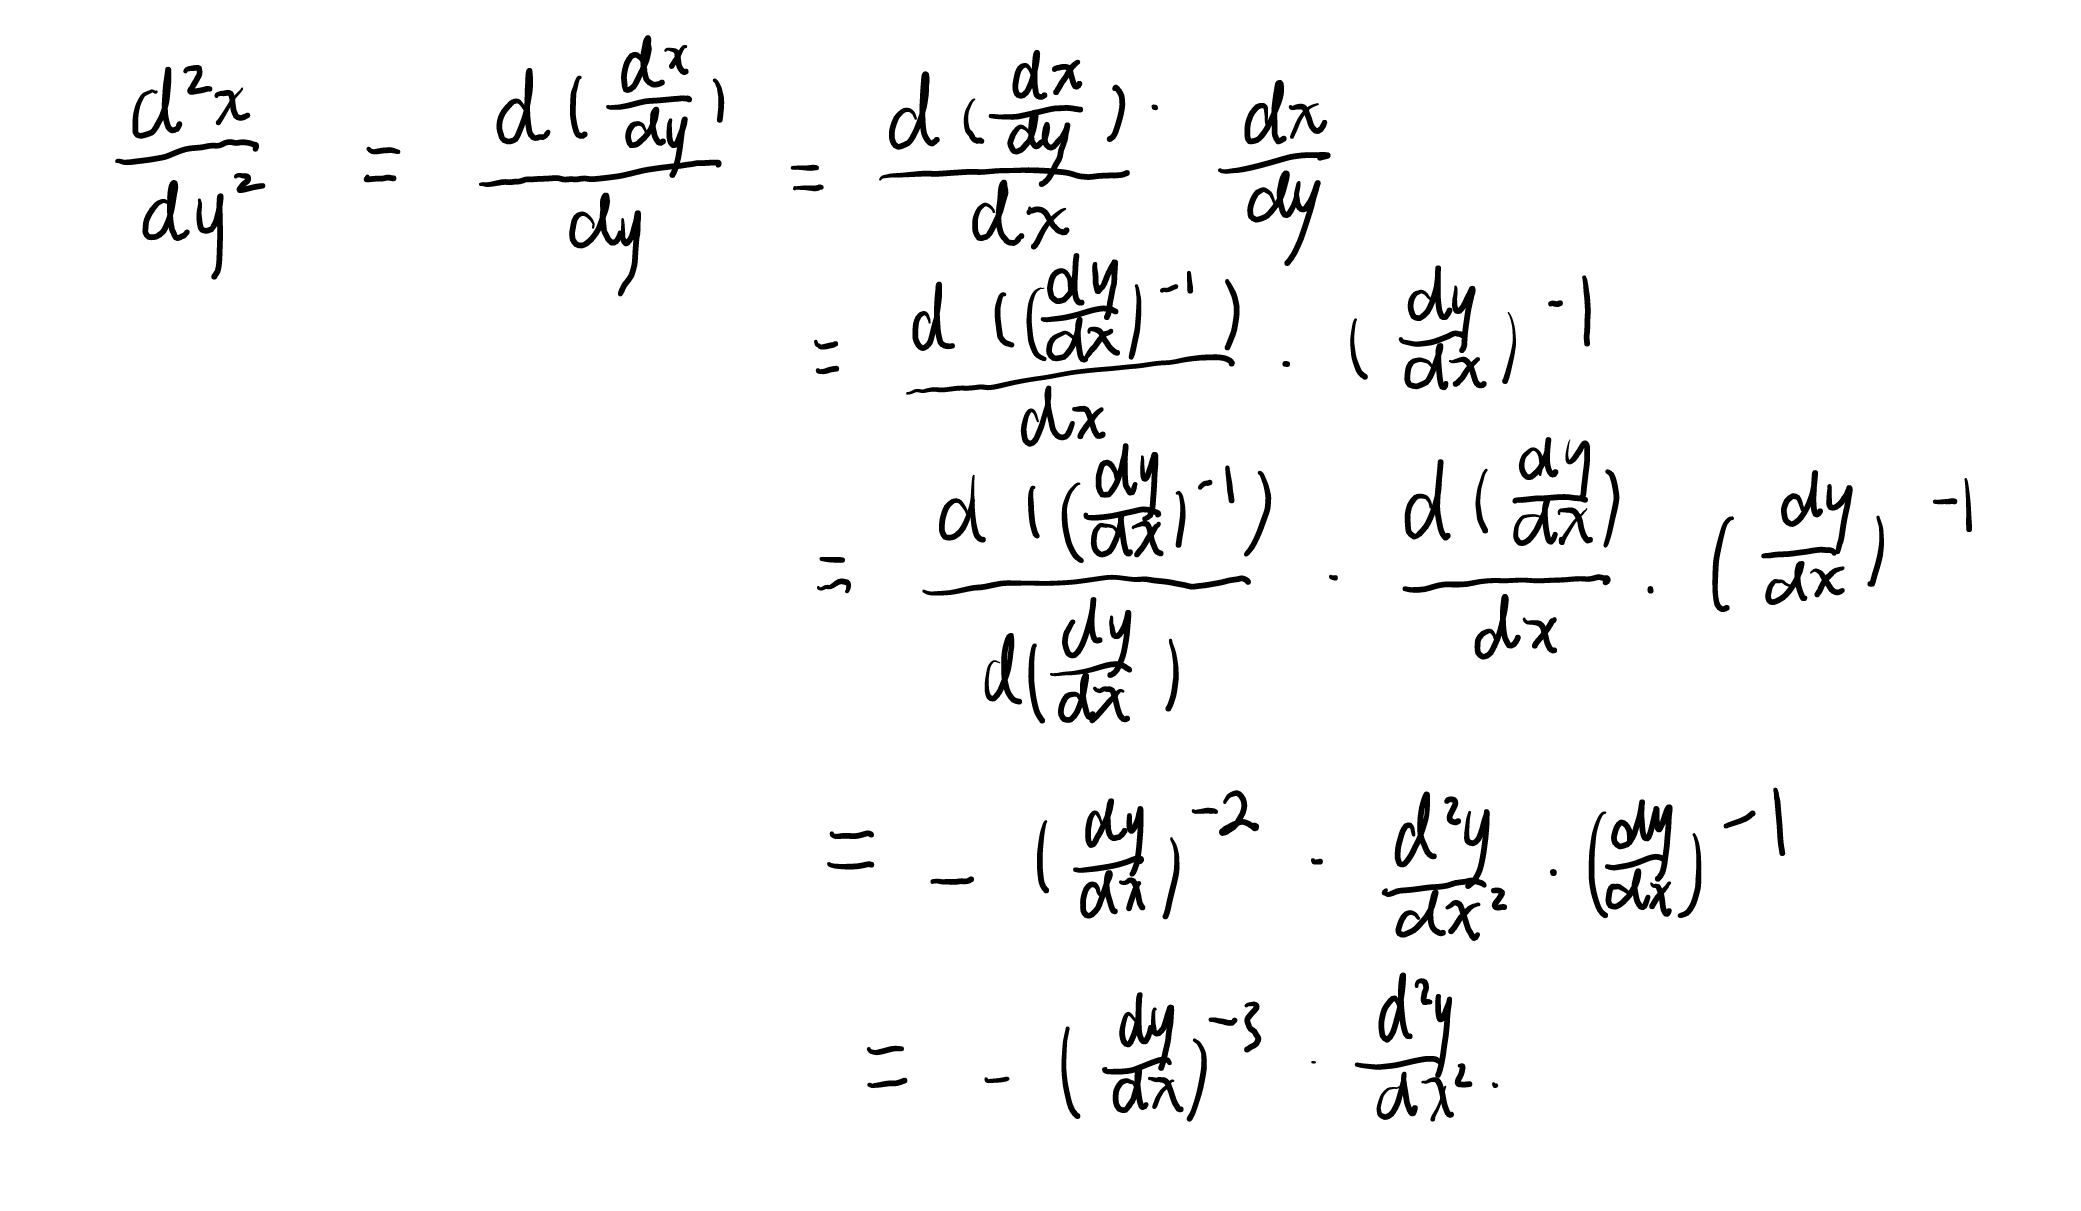 \frac{d^2x}{dy^2} = \frac{d(\frac{dx}{dy})}{dy} = \frac{d(\frac{dx}{dy})}{dx} \cdot \frac{dx}{dy}
= \frac{d((\frac{dy}{dx})^{-1})}{dx} \cdot (\frac{dy}{dx})^{-1}
= \frac{d((\frac{dy}{dx})^{-1})}{d(\frac{dy}{dx})} \cdot \frac{d(\frac{dy}{dx})}{dx} \cdot (\frac{dy}{dx})^{-1}
= -(\frac{dy}{dx})^{-2} \cdot \frac{d^2y}{dx^2} \cdot (\frac{dy}{dx})^{-1}
= -(\frac{dy}{dx})^{-3} \cdot \frac{d^2y}{dx^2}.